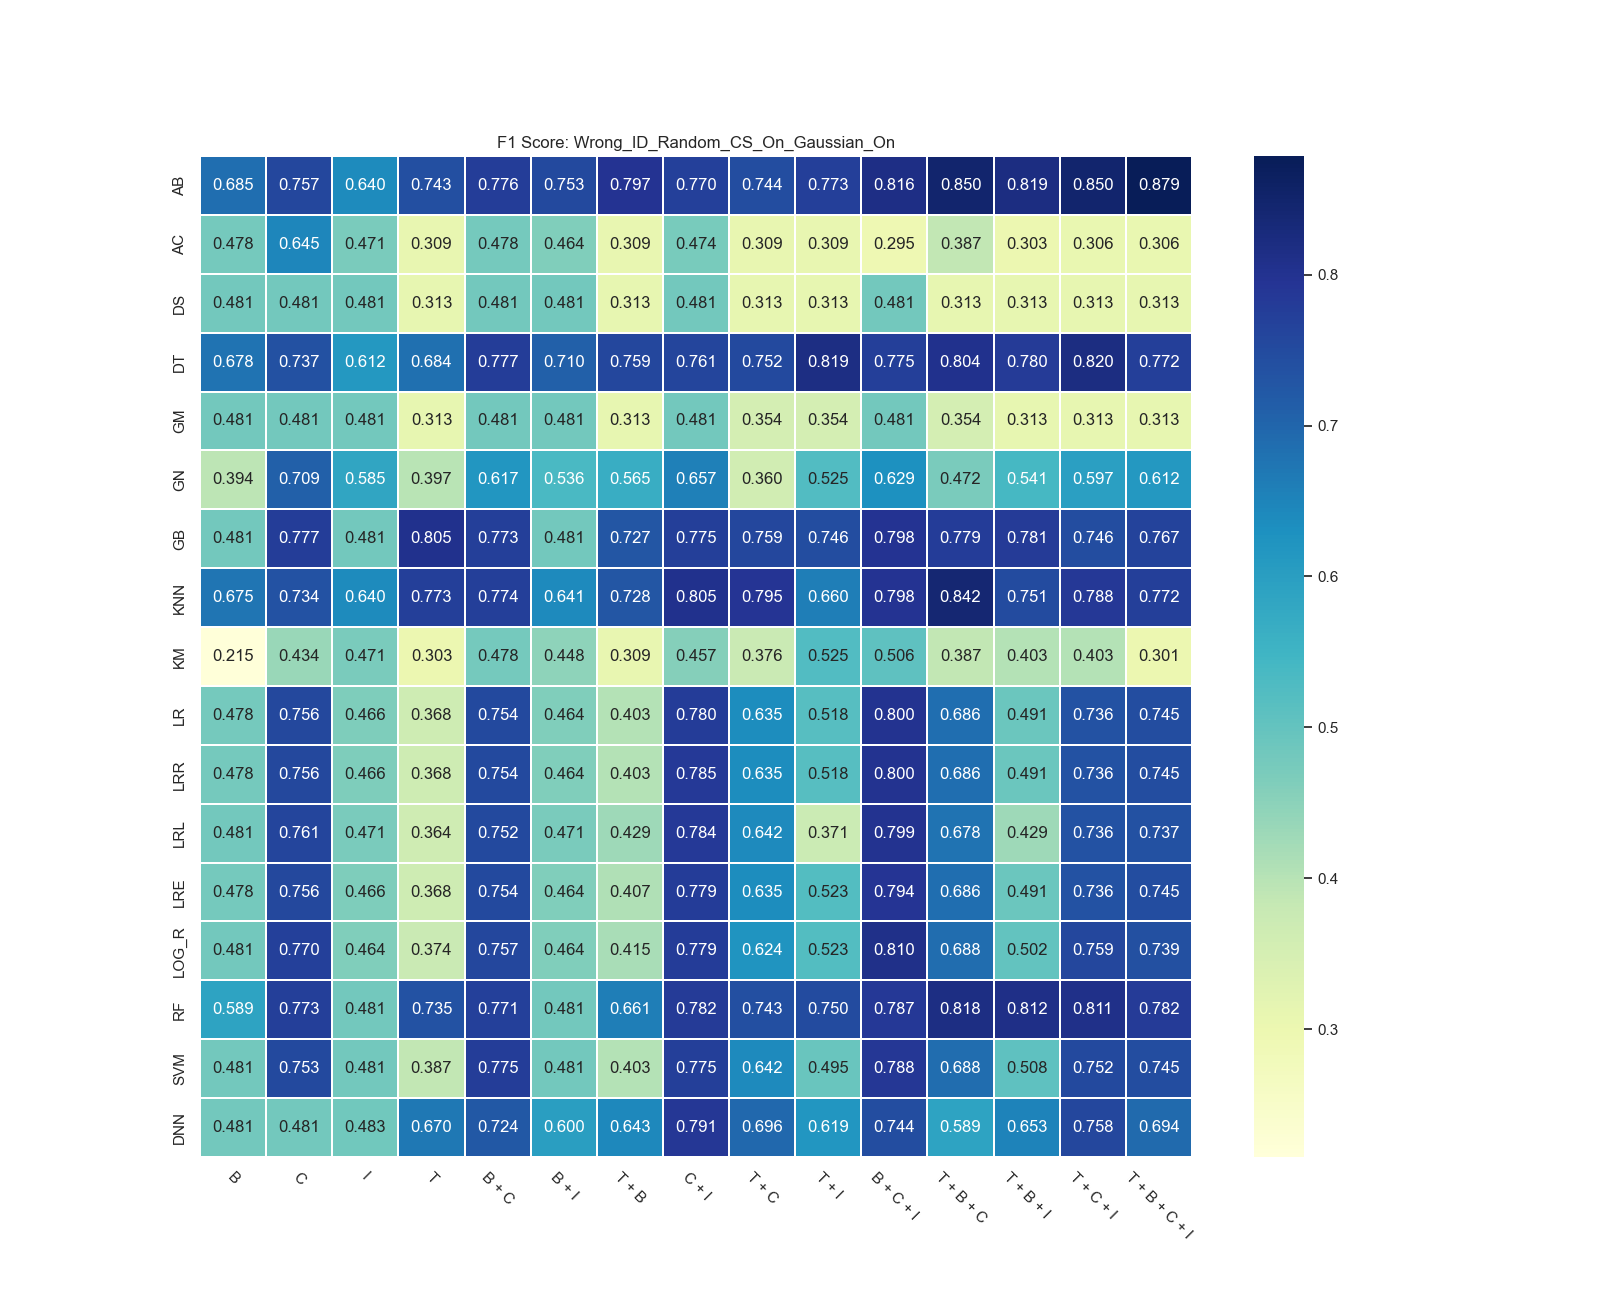 F1 Score: Wrong_ID_Random_CS_On_Gaussian_On
AB 0.685 0.757 0.640 0.743 0.776 0.753 0.797 0.770 0.744 0.773 0.816 0.850 0.819 0.850 0.879
AC 0.478 0.645 0.471 0.309 0.478 0.464 0.309 0.474 0.309 0.309 0.295 0.387 0.303 0.306 0.306
DS 0.481 0.481 0.481 0.313 0.481 0.481 0.313 0.481 0.313 0.313 0.481 0.313 0.313 0.313 0.313
DT 0.678 0.737 0.612 0.684 0.777 0.710 0.759 0.761 0.752 0.819 0.775 0.804 0.780 0.820 0.772
GM 0.481 0.481 0.481 0.313 0.481 0.481 0.313 0.481 0.354 0.354 0.481 0.354 0.313 0.313 0.313
GN 0.394 0.709 0.585 0.397 0.617 0.536 0.565 0.657 0.360 0.525 0.629 0.472 0.541 0.597 0.612
GB 0.481 0.777 0.481 0.805 0.773 0.481 0.727 0.775 0.759 0.746 0.798 0.779 0.781 0.746 0.767
KNN 0.675 0.734 0.640 0.773 0.774 0.641 0.728 0.805 0.795 0.660 0.798 0.842 0.751 0.788 0.772
KM 0.215 0.434 0.471 0.303 0.478 0.448 0.309 0.457 0.376 0.525 0.506 0.387 0.403 0.403 0.301
LR 0.478 0.756 0.466 0.368 0.754 0.464 0.403 0.780 0.635 0.518 0.800 0.686 0.491 0.736 0.745
LRR 0.478 0.756 0.466 0.368 0.754 0.464 0.403 0.785 0.635 0.518 0.800 0.686 0.491 0.736 0.745
LRL 0.481 0.761 0.471 0.364 0.752 0.471 0.429 0.784 0.642 0.371 0.799 0.678 0.429 0.736 0.737
LRE 0.478 0.756 0.466 0.368 0.754 0.464 0.407 0.779 0.635 0.523 0.794 0.686 0.491 0.736 0.745
LOG_R 0.481 0.770 0.464 0.374 0.757 0.464 0.415 0.779 0.624 0.523 0.810 0.688 0.502 0.759 0.739
RF 0.589 0.773 0.481 0.735 0.771 0.481 0.661 0.782 0.743 0.750 0.787 0.818 0.812 0.811 0.782
SVM 0.481 0.753 0.481 0.387 0.775 0.481 0.403 0.775 0.642 0.495 0.788 0.688 0.508 0.752 0.745
DNN 0.481 0.481 0.483 0.670 0.724 0.600 0.643 0.791 0.696 0.619 0.744 0.589 0.653 0.758 0.694
B C I T B + C B + I T + B C + I T + C T + I B + C + I T + B + C T + B + I T + C + I T + B + C + I
0.8
0.7
0.6
0.5
0.4
0.3